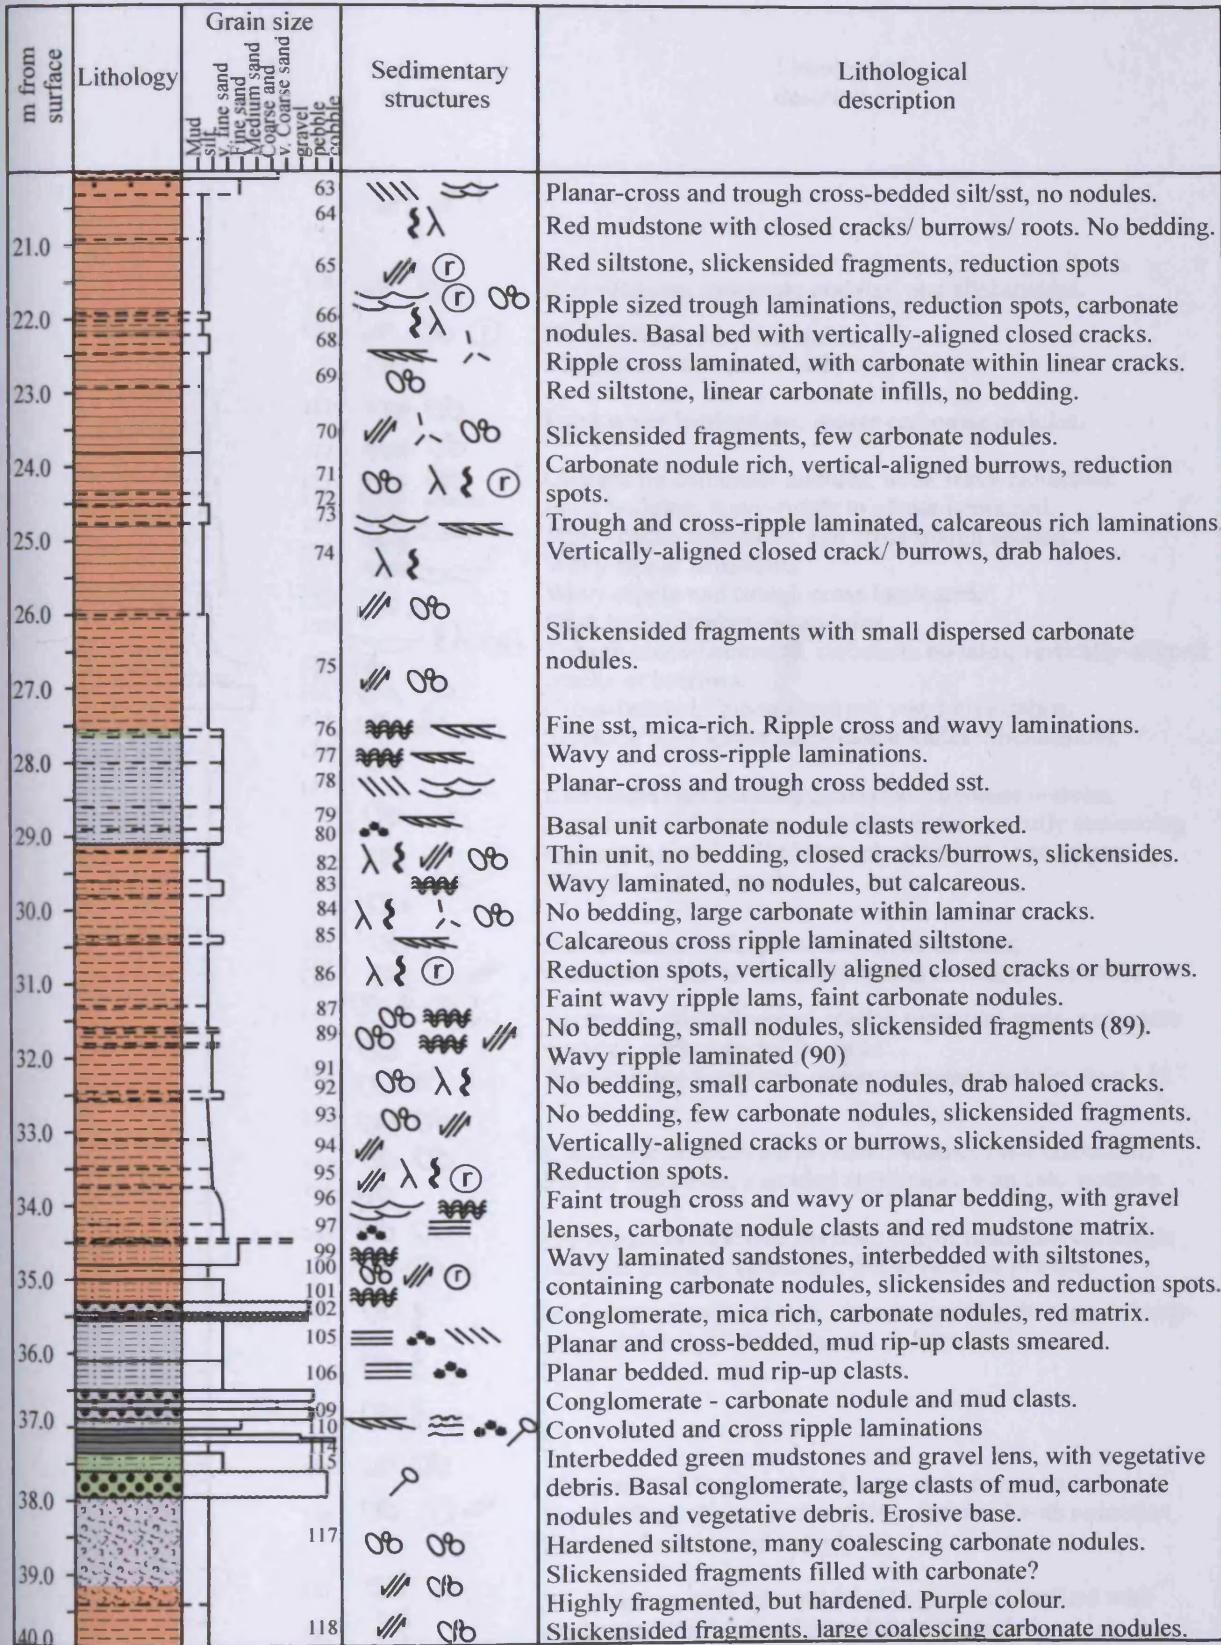 m from
surface
Lithology
Grain size
Mud
silt
v. fine sand
Fine sand
Medium sand
Coarse and
v. Coarse sand
gravel
pebble
cobble
Sedimentary
structures
Lithological
description
63
Planar-cross and trough cross-bedded silt/sst, no nodules.
64
Red mudstone with closed cracks/ burrows/ roots. No bedding.
21.0
65
r
Red siltstone, slickensided fragments, reduction spots
r
66
Ripple sized trough laminations, reduction spots, carbonate
22.0
nodules. Basal bed with vertically-aligned closed cracks.
68
Ripple cross laminated, with carbonate within linear cracks.
69
23.0
Red siltstone, linear carbonate infills, no bedding.
70
Slickensided fragments, few carbonate nodules.
24.0
Carbonate nodule rich, vertical-aligned burrows, reduction
71
r
72
spots.
73
Trough and cross-ripple laminated, calcareous rich laminations.
25.0
74
Vertically-aligned closed crack/ burrows, drab haloes.
26.0
Slickensided fragments with small dispersed carbonate
nodules.
75
27.0
76
Fine sst, mica-rich. Ripple cross and wavy laminations.
77
Wavy and cross-ripple laminations.
28.0
78
Planar-cross and trough cross bedded sst.
79
29.0
80
Basal unit carbonate nodule clasts reworked.
82
Thin unit, no bedding, closed cracks/burrows, slickensides.
83
Wavy laminated, no nodules, but calcareous.
30.0
84
No bedding, large carbonate within laminar cracks.
85
Calcareous cross ripple laminated siltstone.
86
r
Reduction spots, vertically aligned closed cracks or burrows.
31.0
87
Faint wavy ripple lams, faint carbonate nodules.
89
No bedding, small nodules, slickensided fragments (89).
32.0
Wavy ripple laminated (90)
91
92
No bedding, small carbonate nodules, drab haloed cracks.
93
No bedding, few carbonate nodules, slickensided fragments.
33.0
94
Vertically-aligned cracks or burrows, slickensided fragments.
95
r
Reduction spots.
96
Faint trough cross and wavy or planar bedding, with gravel
34.0
97
lenses, carbonate nodule clasts and red mudstone matrix.
99
Wavy laminated sandstones, interbedded with siltstones,
100
r
35.0
101
containing carbonate nodules, slickensides and reduction spots.
102
Conglomerate, mica rich, carbonate nodules, red matrix.
105
Planar and cross-bedded, mud rip-up clasts smeared.
36.0
106
Planar bedded. mud rip-up clasts.
Conglomerate - carbonate nodule and mud clasts.
09
37.0
110
Convoluted and cross ripple laminations
114
115
Interbedded green mudstones and gravel lens, with vegetative
debris. Basal conglomerate, large clasts of mud, carbonate
38.0
nodules and vegetative debris. Erosive base.
117
Hardened siltstone, many coalescing carbonate nodules.
39.0
Slickensided fragments filled with carbonate?
Highly fragmented, but hardened. Purple colour.
118
40.0
Slickensided fragments, large coalescing carbonate nodules.